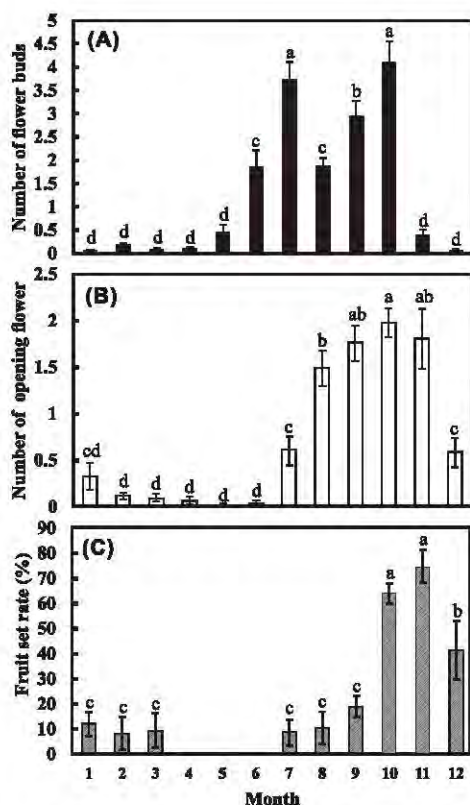 (A)
Number of flower buds
5
4.5
4
3.5
3
2.5
2
1.5
1
0.5
0
d d d d d c a c b a d d
(B)
Number of opening flower
2.5
2
1.5
1
0.5
0
cd d d d d d c b ab a ab c
(C)
Fruit set rate (%)
90
80
70
60
50
40
30
20
10
0
c c c c c c a a b
1 2 3 4 5 6 7 8 9 10 11 12
Month